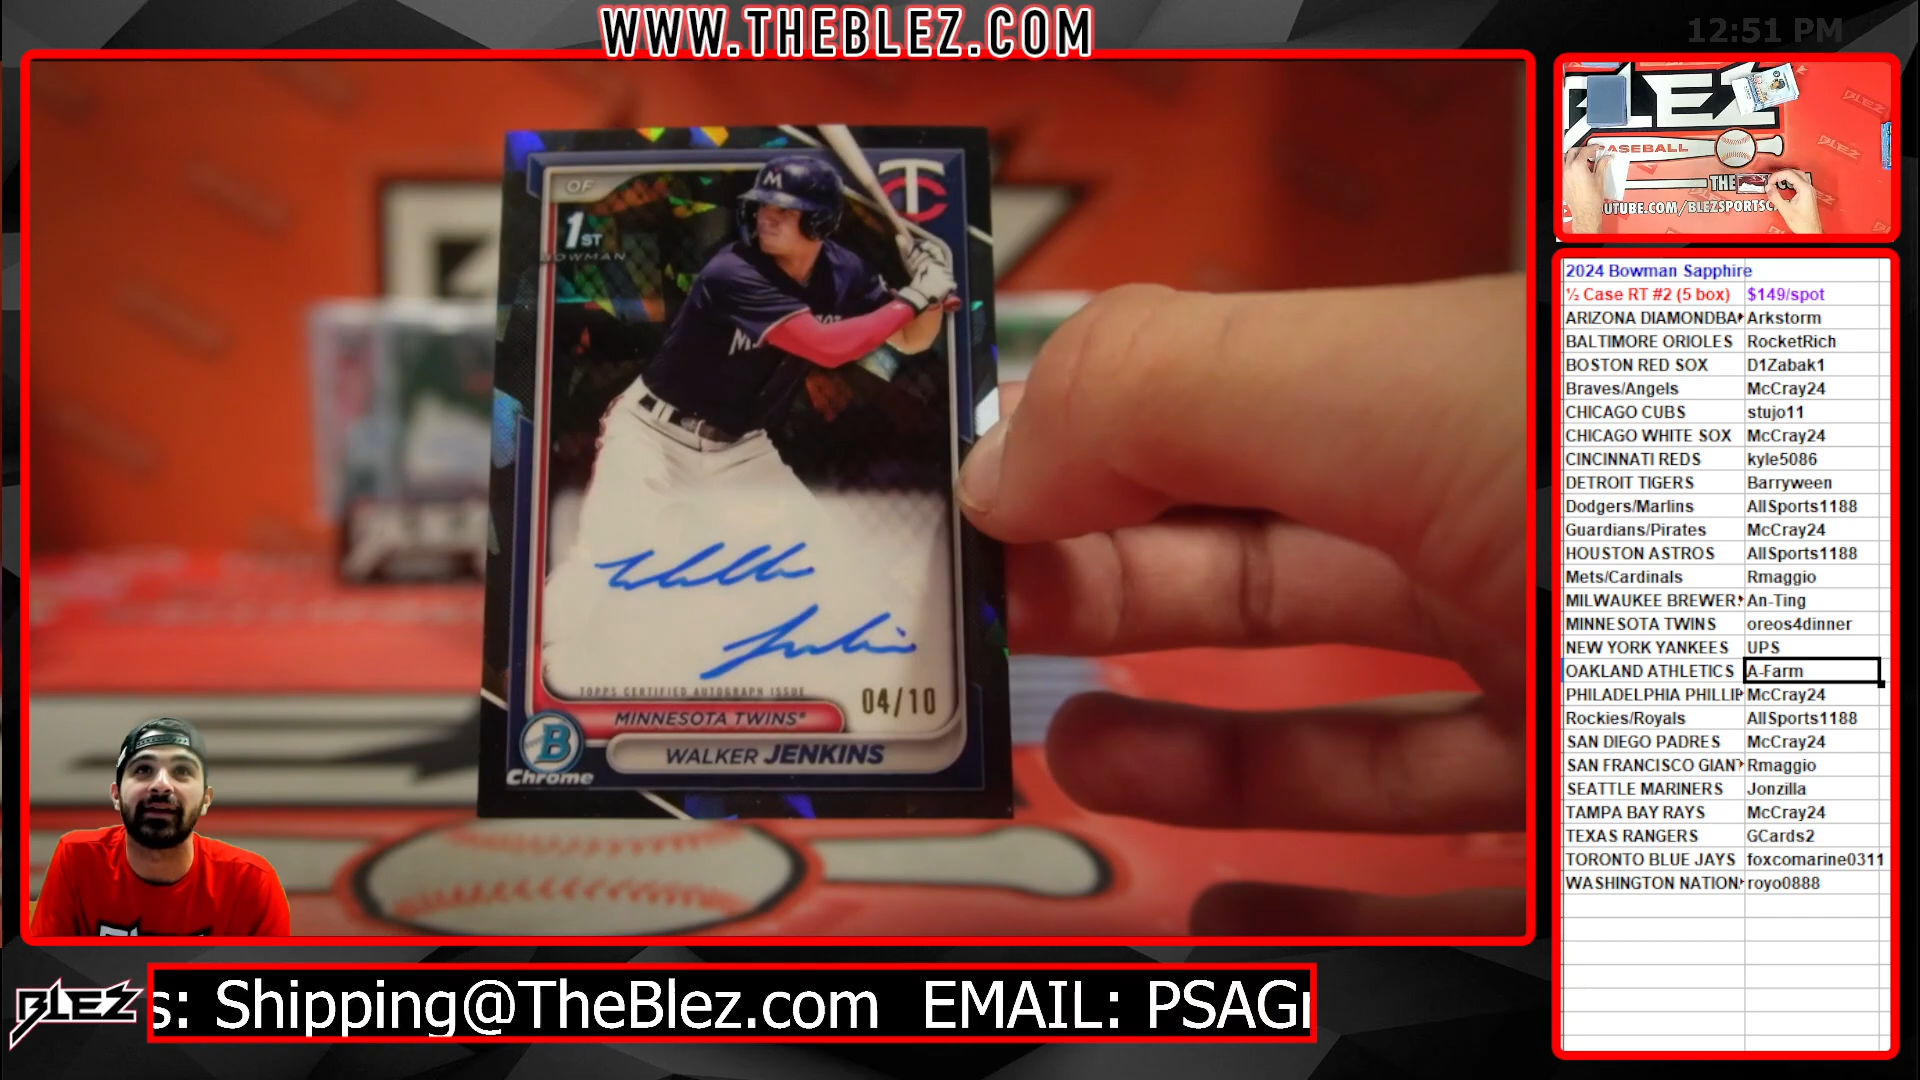 WWW.THEBLEZ.COM
12:51 PM
OF
1ST
BOWMAN
M
TC
TOPPS CERTIFIED AUTOGRAPH ISSUE
04/10
MINNESOTA TWINS
WALKER JENKINS
B
Chrome
BLEZ
BASEBALL
THE
UTUBE.COM/BLEZSPORTSC
2024 Bowman Sapphire
½ Case RT #2 (5 box) $149/spot
ARIZONA DIAMONDBA Arkstorm
BALTIMORE ORIOLES RocketRich
BOSTON RED SOX D1Zabak1
Braves/Angels McCray24
CHICAGO CUBS stujo11
CHICAGO WHITE SOX McCray24
CINCINNATI REDS kyle5086
DETROIT TIGERS Barryween
Dodgers/Marlins AllSports1188
Guardians/Pirates McCray24
HOUSTON ASTROS AllSports1188
Mets/Cardinals Rmaggio
MILWAUKEE BREWER An-Ting
MINNESOTA TWINS oreos4dinner
NEW YORK YANKEES UPS
OAKLAND ATHLETICS A-Farm
PHILADELPHIA PHILLIE McCray24
Rockies/Royals AllSports1188
SAN DIEGO PADRES McCray24
SAN FRANCISCO GIANT Rmaggio
SEATTLE MARINERS Jonzilla
TAMPA BAY RAYS McCray24
TEXAS RANGERS GCards2
TORONTO BLUE JAYS foxcomarine0311
WASHINGTON NATION royo0888
BLEZ
s: Shipping@TheBlez.com EMAIL: PSAGr